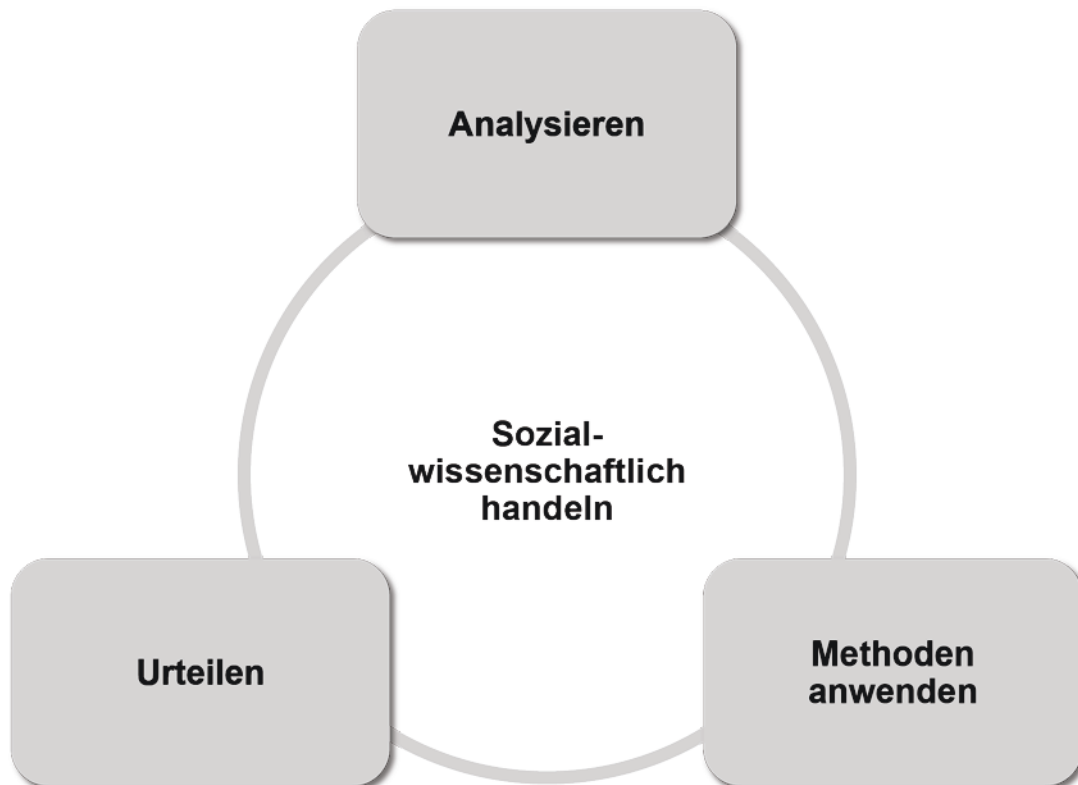 Analysieren
Sozial-
wissenschaftlich
handeln
Urteilen
Methoden
anwenden